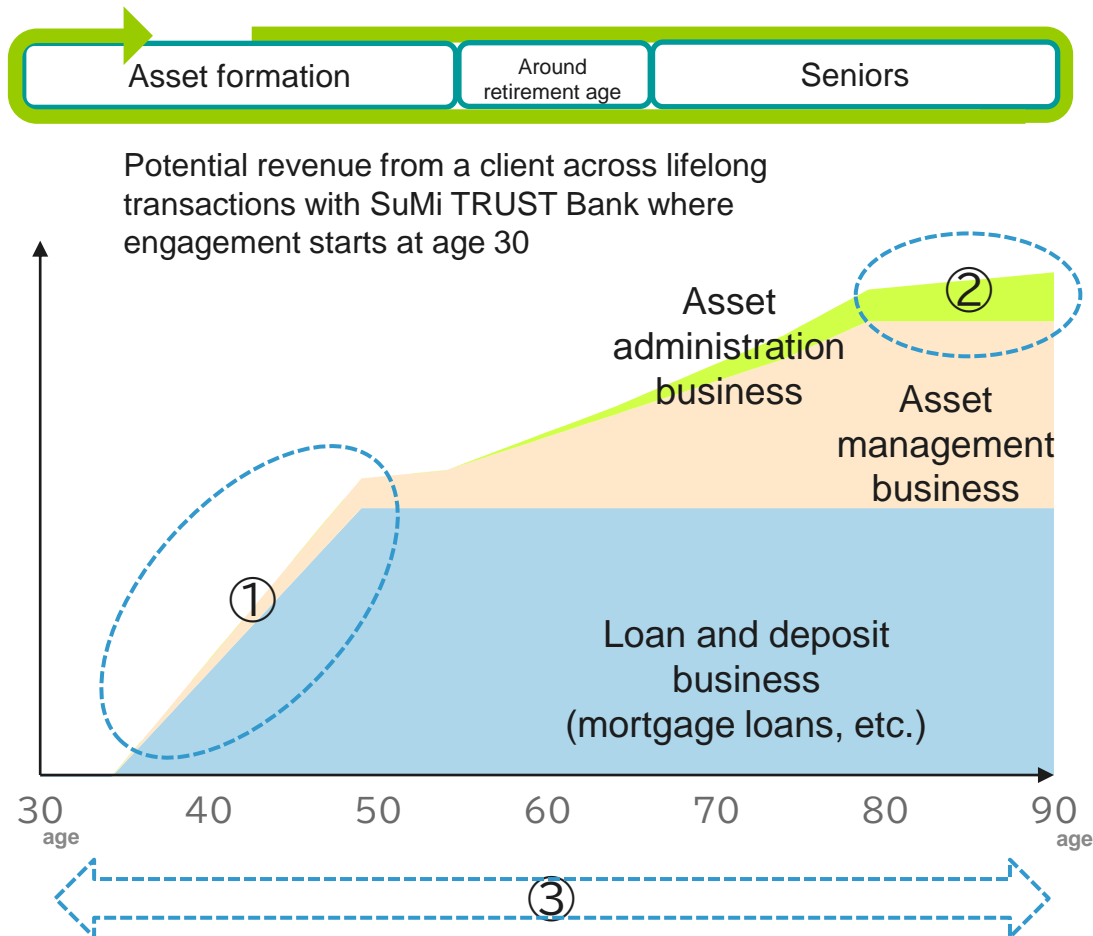 Asset formation
Around
retirement age
Seniors
Potential revenue from a client across lifelong
transactions with SuMi TRUST Bank where
engagement starts at age 30
②
Asset
administration
business
Asset
management
business
①
Loan and deposit
business
(mortgage loans, etc.)
30 40 50 60 70 80 90
age age
③